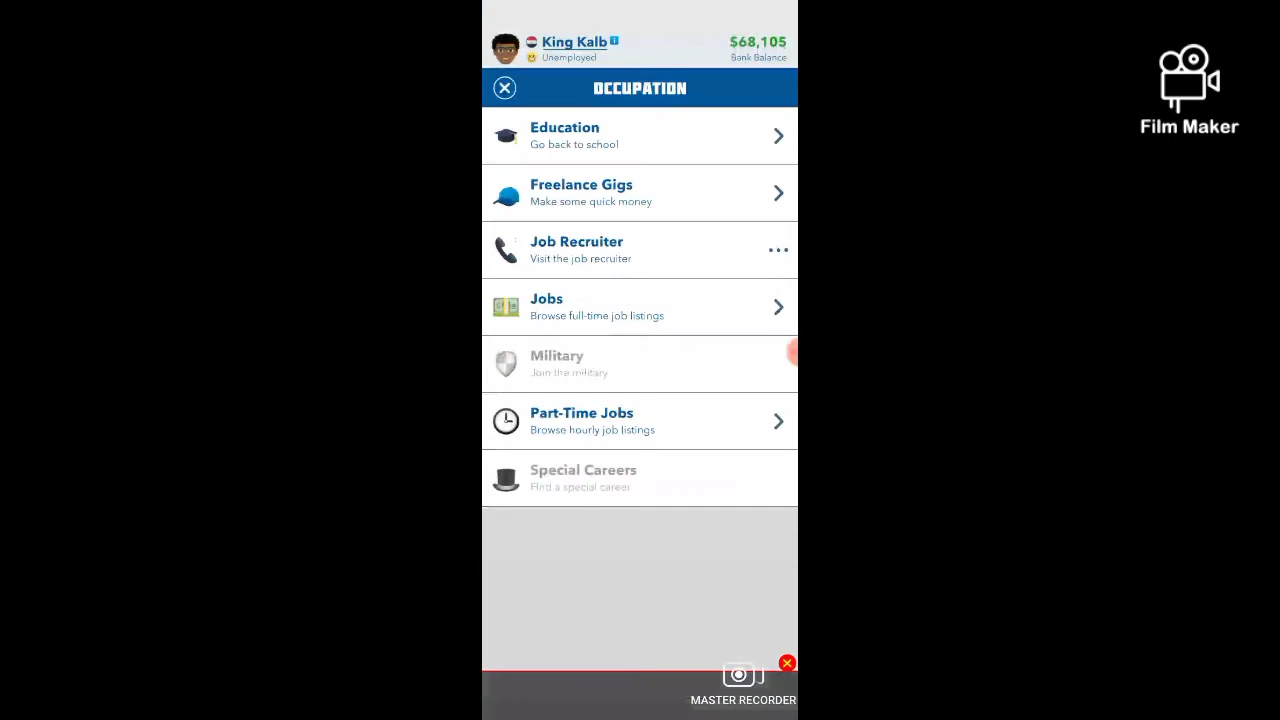 King Kalb
Unemployed
$68,105
Bank Balance
OCCUPATION
Education
Go back to school
Freelance Gigs
Make some quick money
Job Recruiter
Visit the job recruiter
Jobs
Browse full-time job listings
Military
Join the military
Part-Time Jobs
Browse hourly job listings
Special Careers
Find a special career
MASTER RECORDER
Film Maker